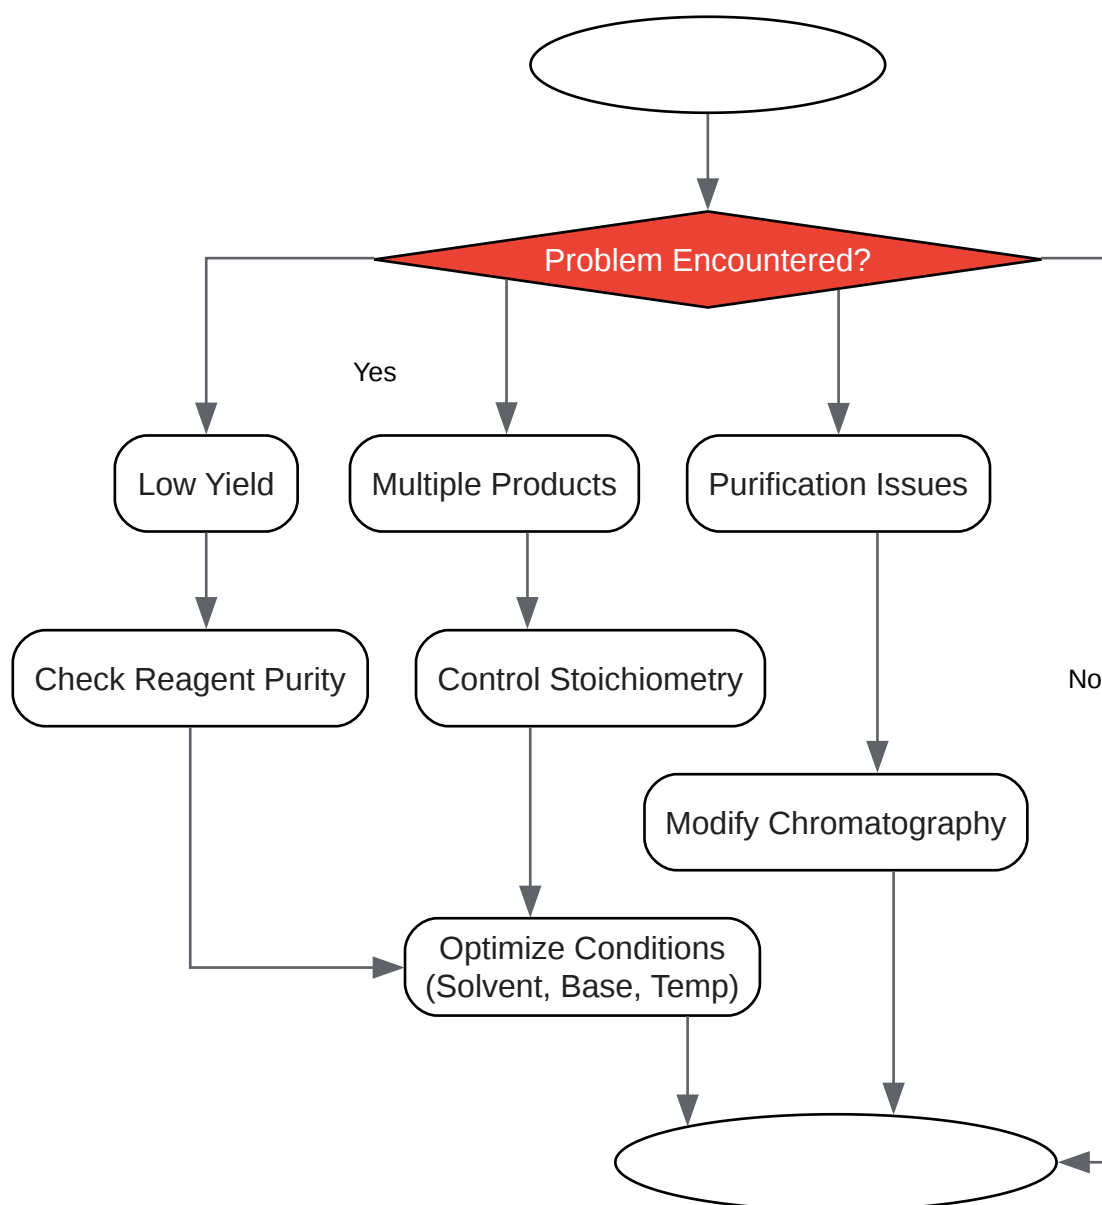 Problem Encountered?
Yes
Low Yield
Multiple Products
Purification Issues
Check Reagent Purity
Control Stoichiometry
No
Modify Chromatography
Optimize Conditions
(Solvent, Base, Temp)